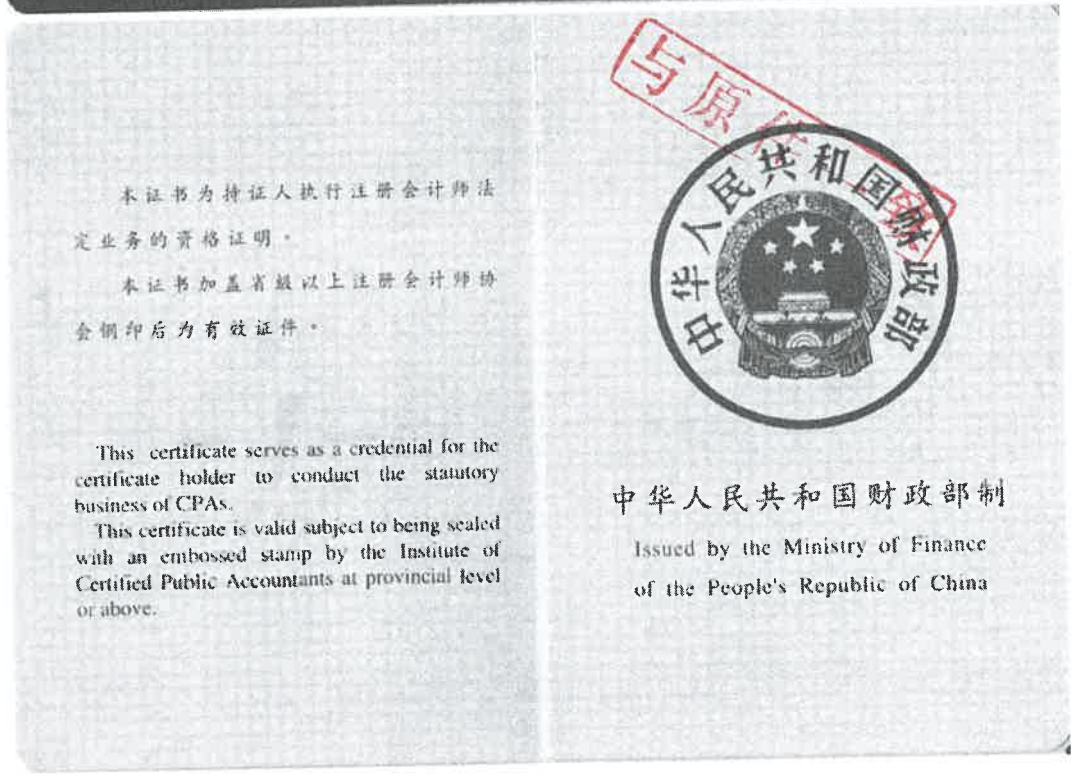 本证书为持证人执行注册会计师法
定业务的资格证明。
本证书加盖省级以上注册会计师协
会钢印后为有效证件。
This certificate serves as a credential for the
certificate holder to conduct the statutory
business of CPAs.
This certificate is valid subject to being sealed
with an embossed stamp by the Institute of
Certified Public Accountants at provincial level
or above.
与原件一致
中华人民共和国财政部
中华人民共和国财政部制
Issued by the Ministry of Finance
of the People's Republic of China